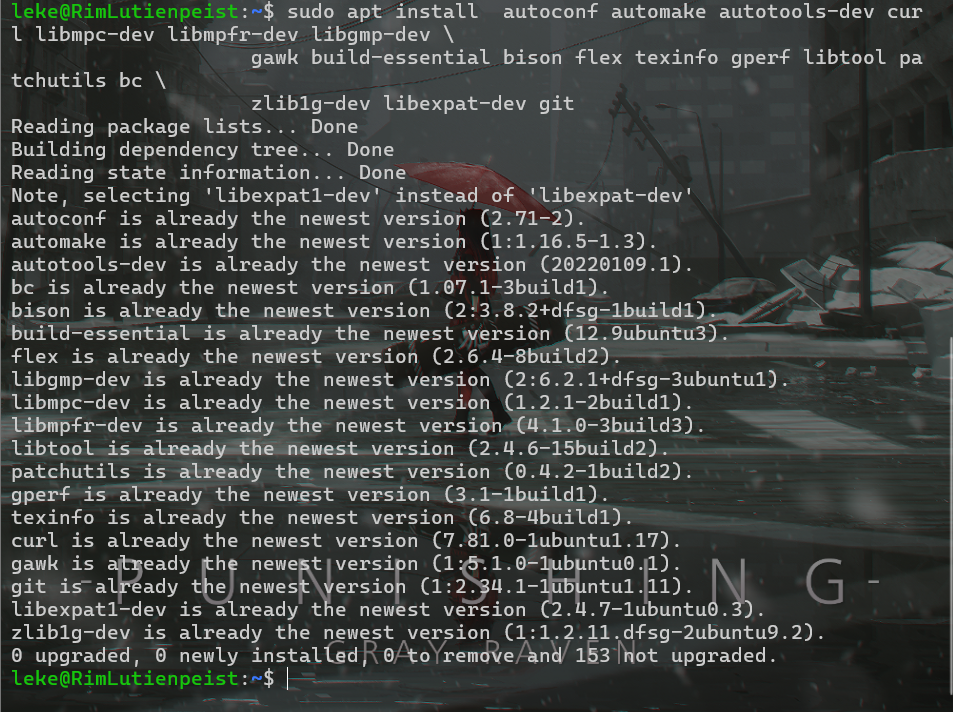 leke@RimLutienpeist:~$ sudo apt install  autoconf automake autotools-dev cur
l libmpc-dev libmpfr-dev libgmp-dev \
                    gawk build-essential bison flex texinfo gperf libtool pa
tchutils bc \
                    zlib1g-dev libexpat-dev git
Reading package lists... Done
Building dependency tree... Done
Reading state information... Done
Note, selecting 'libexpat1-dev' instead of 'libexpat-dev'
autoconf is already the newest version (2.71-2).
automake is already the newest version (1:1.16.5-1.3).
autotools-dev is already the newest version (20220109.1).
bc is already the newest version (1.07.1-3build1).
bison is already the newest version (2:3.8.2+dfsg-1build1).
build-essential is already the newest version (12.9ubuntu3).
flex is already the newest version (2.6.4-8build2).
libgmp-dev is already the newest version (2:6.2.1+dfsg-3ubuntu1).
libmpc-dev is already the newest version (1.2.1-2build1).
libmpfr-dev is already the newest version (4.1.0-3build3).
libtool is already the newest version (2.4.6-15build2).
patchutils is already the newest version (0.4.2-1build2).
gperf is already the newest version (3.1-1build1).
texinfo is already the newest version (6.8-4build1).
curl is already the newest version (7.81.0-1ubuntu1.17).
gawk is already the newest version (1:5.1.0-1ubuntu0.1).
git is already the newest version (1:2.34.1-1ubuntu1.11).
libexpat1-dev is already the newest version (2.4.7-1ubuntu0.3).
zlib1g-dev is already the newest version (1:1.2.11.dfsg-2ubuntu9.2).
0 upgraded, 0 newly installed, 0 to remove and 153 not upgraded.
leke@RimLutienpeist:~$
-PUNISHING-
GRAY RAVEN